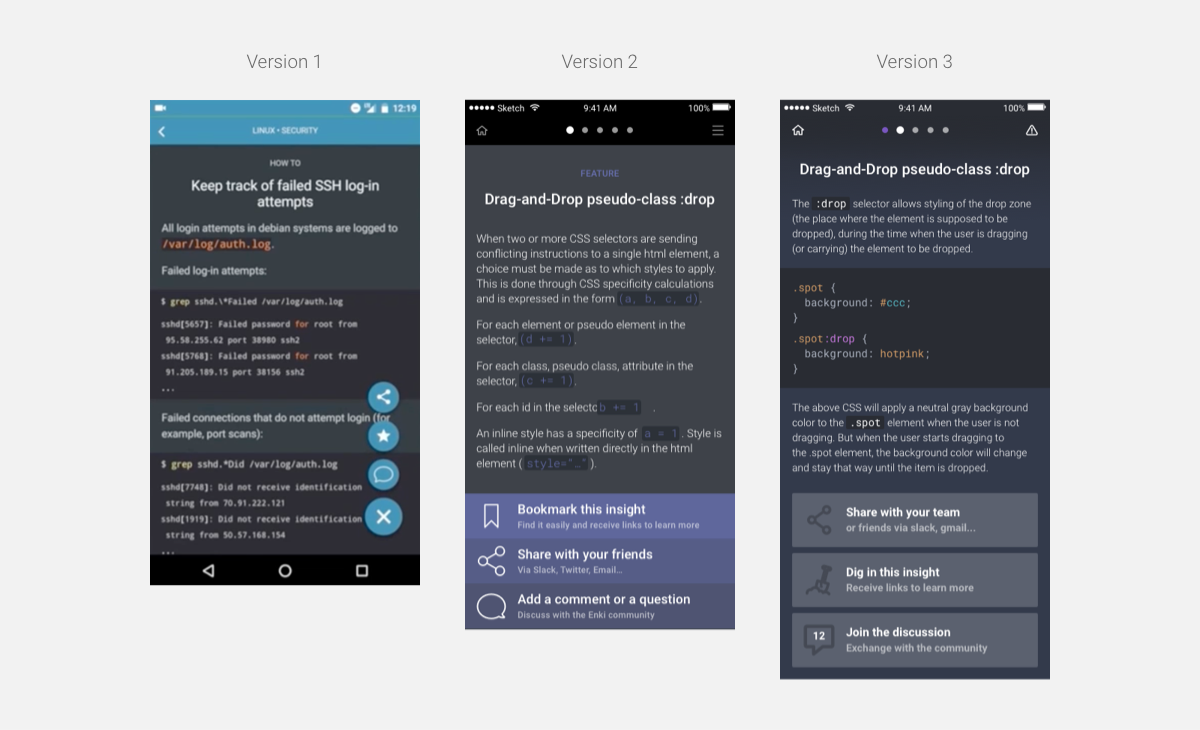 Version 1
12:19
LINUX • SECURITY
HOW TO
Keep track of failed SSH log-in
attempts
All login attempts in debian systems are logged to
/var/log/auth.log.
Failed log-in attempts:
$ grep sshd.\*Failed /var/log/auth.log
sshd[5657]: Failed password for root from
95.58.255.62 port 38980 ssh2
sshd[5768]: Failed password for root from
91.205.189.15 port 38156 ssh2
...
Failed connections that do not attempt login (for
example, port scans):
$ grep sshd.*Did /var/log/auth.log
sshd[7748]: Did not receive identification
string from 70.91.222.121
sshd[1919]: Did not receive identification
string from 50.57.168.154
...
Version 2
Sketch 9:41 AM 100%
FEATURE
Drag-and-Drop pseudo-class :drop
When two or more CSS selectors are sending
conflicting instructions to a single html element, a
choice must be made as to which styles to apply.
This is done through CSS specificity calculations
and is expressed in the form (a, b, c, d).
For each element or pseudo element in the
selector, (d += 1).
For each class, pseudo class, attribute in the
selector, (c += 1).
For each id in the selectc b += 1 .
An inline style has a specificity of a = 1. Style is
called inline when written directly in the html
element ( style="…" ).
Bookmark this insight
Find it easily and receive links to learn more
Share with your friends
Via Slack, Twitter, Email...
Add a comment or a question
Discuss with the Enki community
Version 3
Sketch 9:41 AM 100%
Drag-and-Drop pseudo-class :drop
The :drop selector allows styling of the drop zone
(the place where the element is supposed to be
dropped), during the time when the user is dragging
(or carrying) the element to be dropped.
.spot {
background: #ccc;
}
.spot:drop {
background: hotpink;
}
The above CSS will apply a neutral gray background
color to the .spot element when the user is not
dragging. But when the user starts dragging to
the .spot element, the background color will change
and stay that way until the item is dropped.
Share with your team
or friends via slack, gmail...
Dig in this insight
Receive links to learn more
12
Join the discussion
Exchange with the community